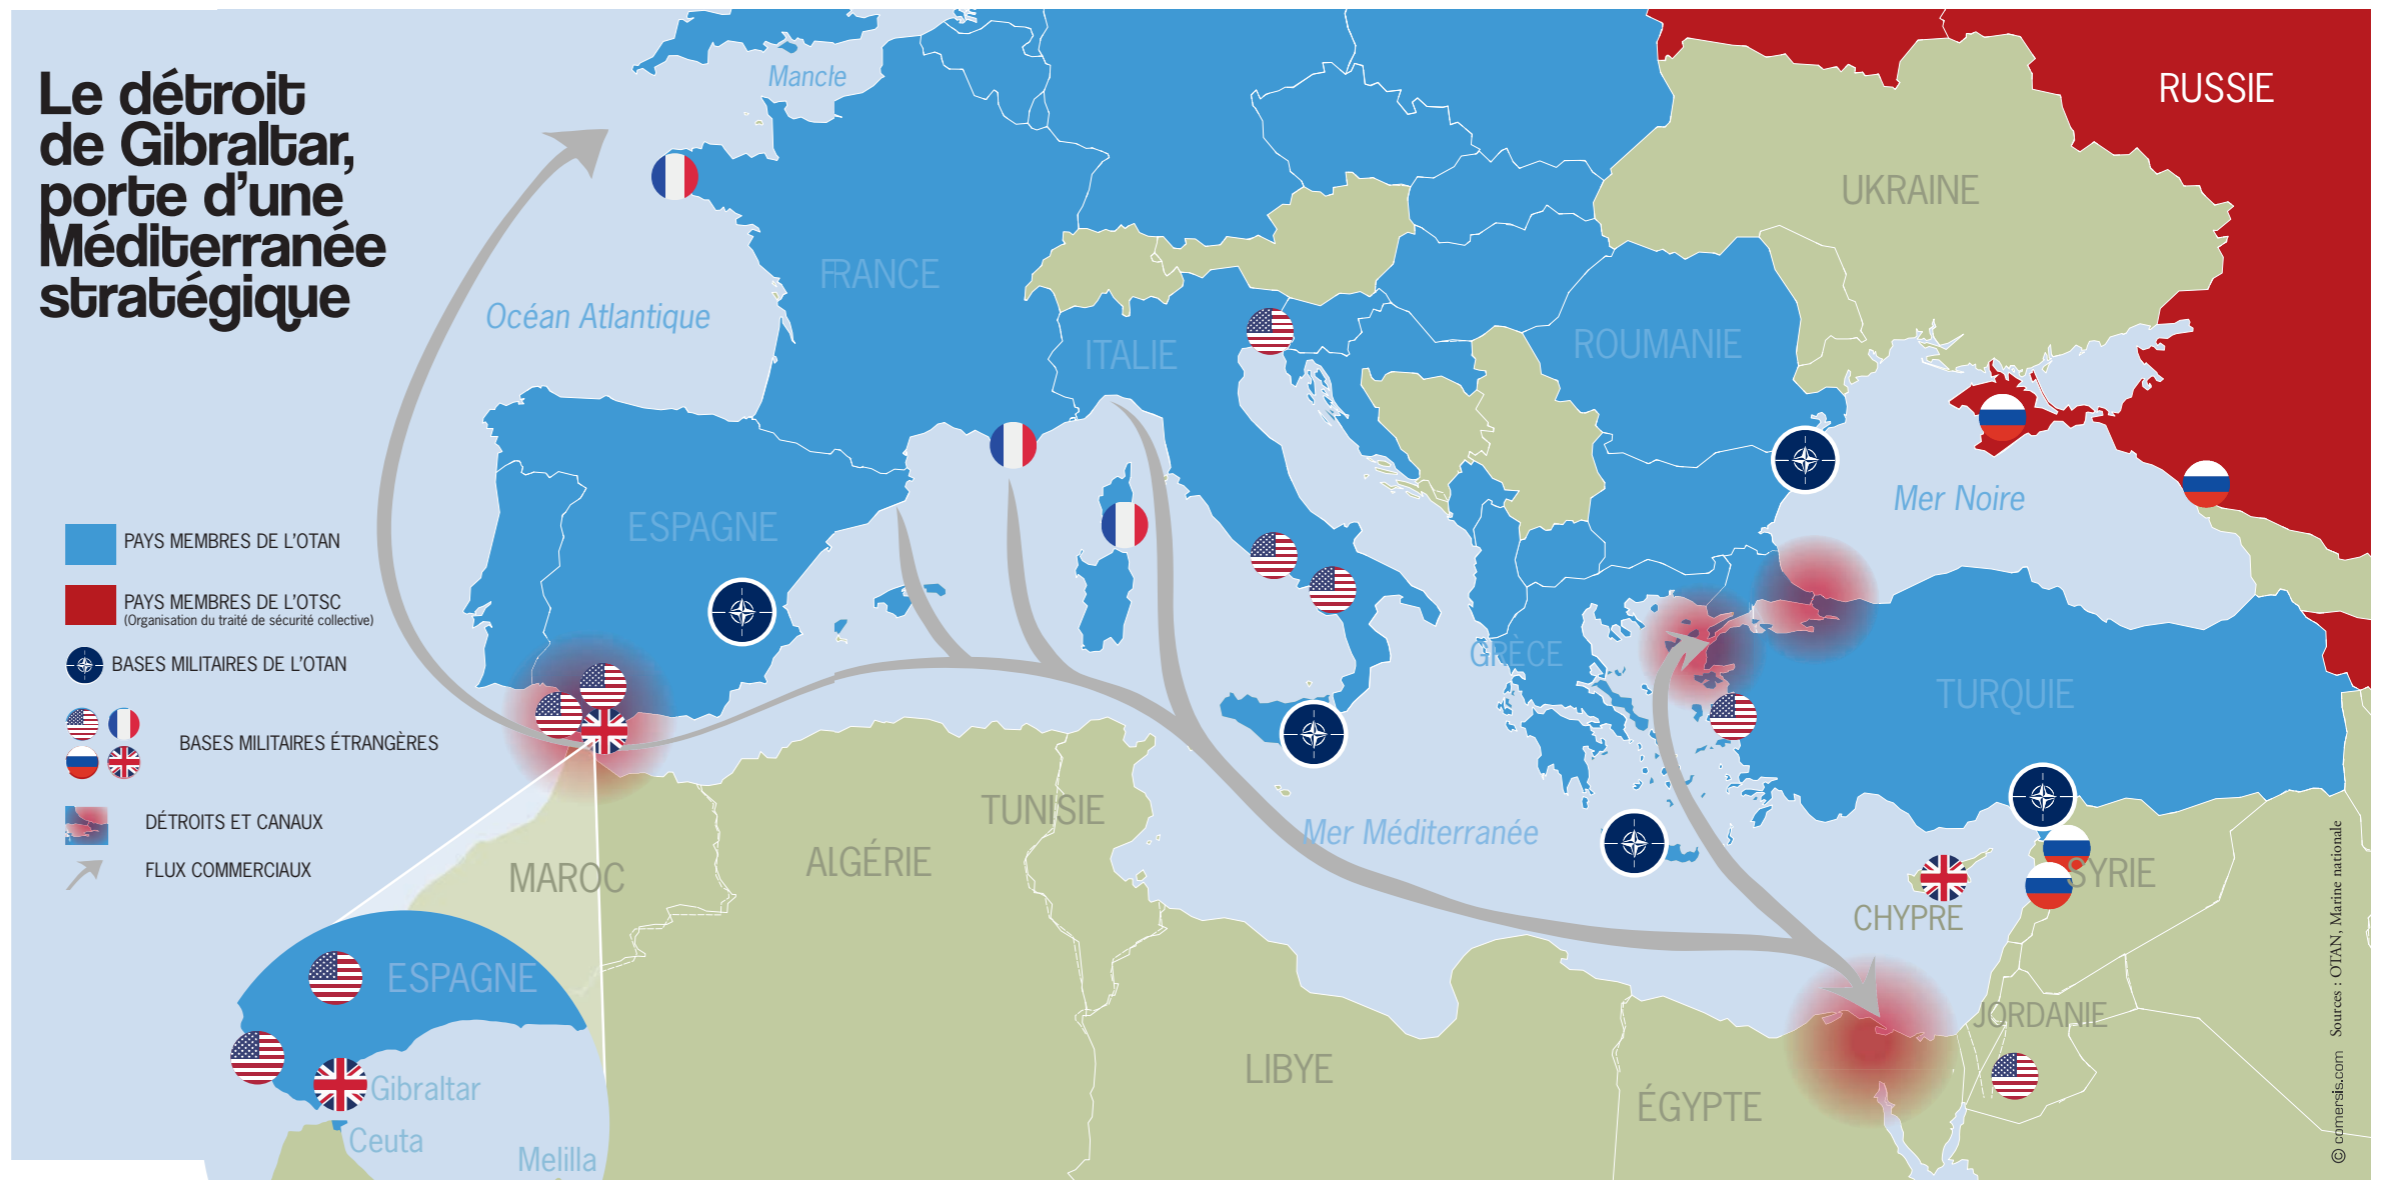 Le détroit
de Gibraltar,
porte d'une
Méditerranée
stratégique
Mancle
RUSSIE
UKRAINE
FRANCE
Océan Atlantique
ITALIE
ROUMANIE
Mer Noire
ESPAGNE
PAYS MEMBRES DE L'OTAN
PAYS MEMBRES DE L'OTSC
(Organisation du traité de sécurité collective)
BASES MILITAIRES DE L'OTAN
BASES MILITAIRES ÉTRANGÈRES
DÉTROITS ET CANAUX
FLUX COMMERCIAUX
GRÈCE
TURQUIE
TUNISIE
Mer Méditerranée
MAROC
ALGÉRIE
SYRIE
CHYPRE
JORDANIE
LIBYE
ÉGYPTE
ESPAGNE
Gibraltar
Ceuta
Melilla
© comersis.com Sources : OTAN, Marine nationale